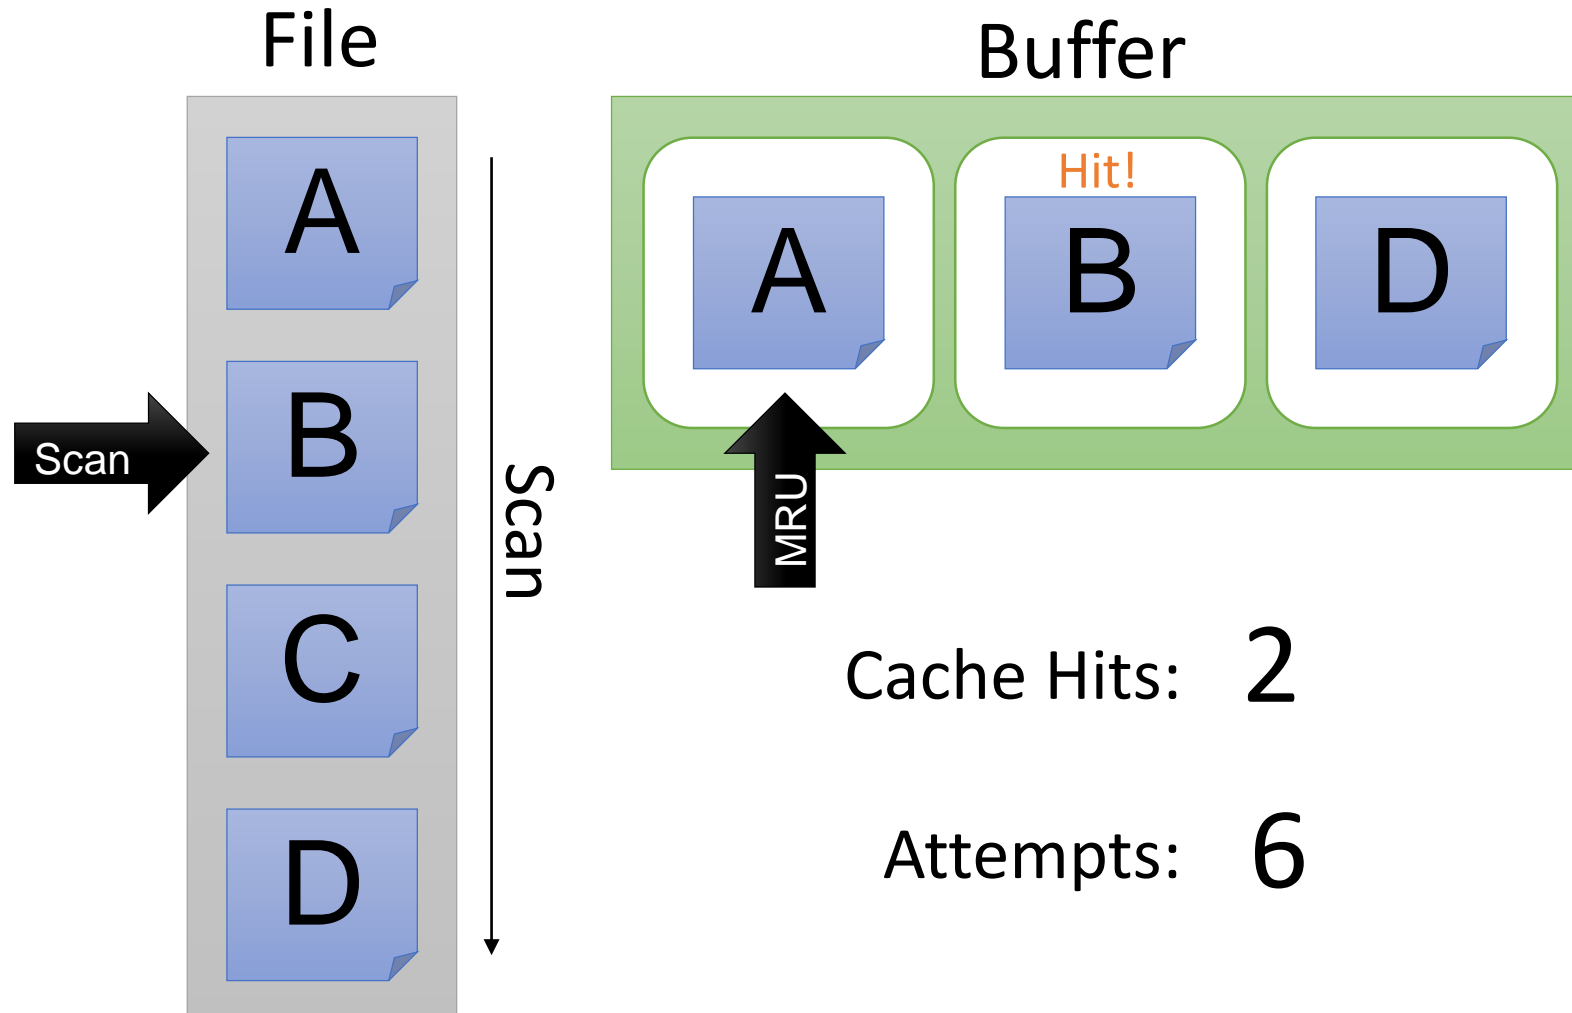 File
A
B
C
D
Scan
Scan
Buffer
Hit!
A
B
D
MRU
Cache Hits: 2
Attempts: 6